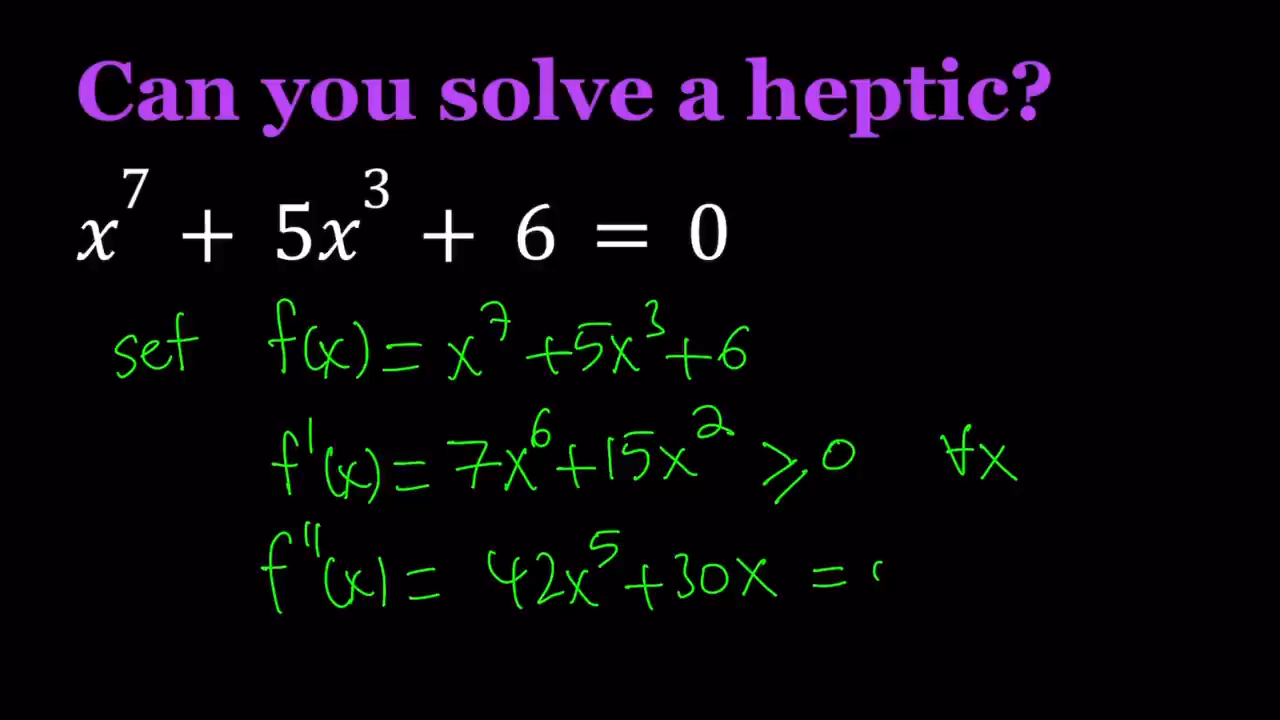 Can you solve a heptic?
x⁷ + 5x³ + 6 = 0
set f(x) = x⁷ + 5x³ + 6
f'(x) = 7x⁶ + 15x² ⩾ 0 ∀x
f''(x) = 42x⁵ + 30x =